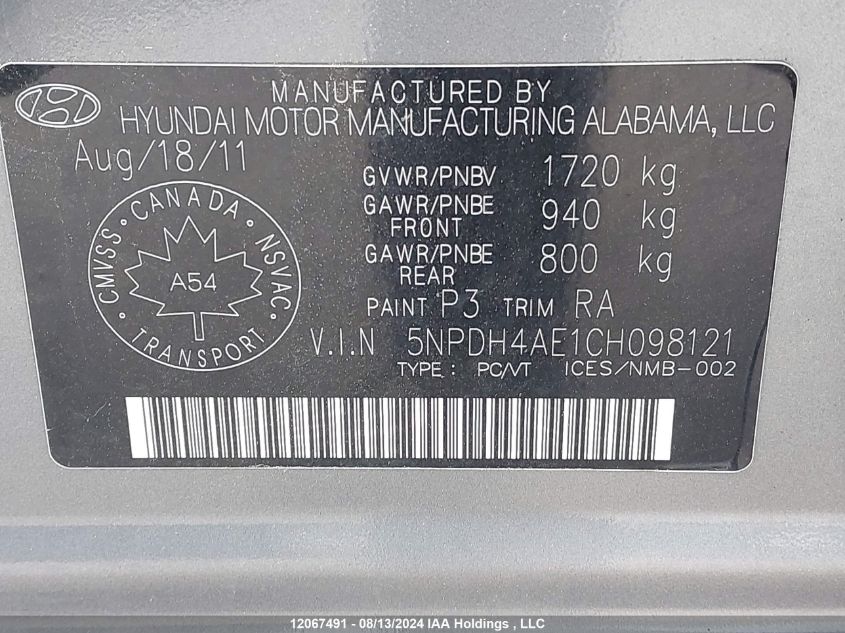 MANUFACTURED BY
HYUNDAI MOTOR MANUFACTURING ALABAMA, LLC
Aug/18/11
GVWR/PNBV 1720 kg
GAWR/PNBE FRONT 940 kg
GAWR/PNBE REAR 800 kg
CANADA
CMVSS
NSVAC
A54
TRANSPORT
PAINT P3 TRIM RA
V.I.N 5NPDH4AE1CH098121
TYPE: PC/VT ICES/NMB-002
12067491 - 08/13/2024 IAA Holdings , LLC